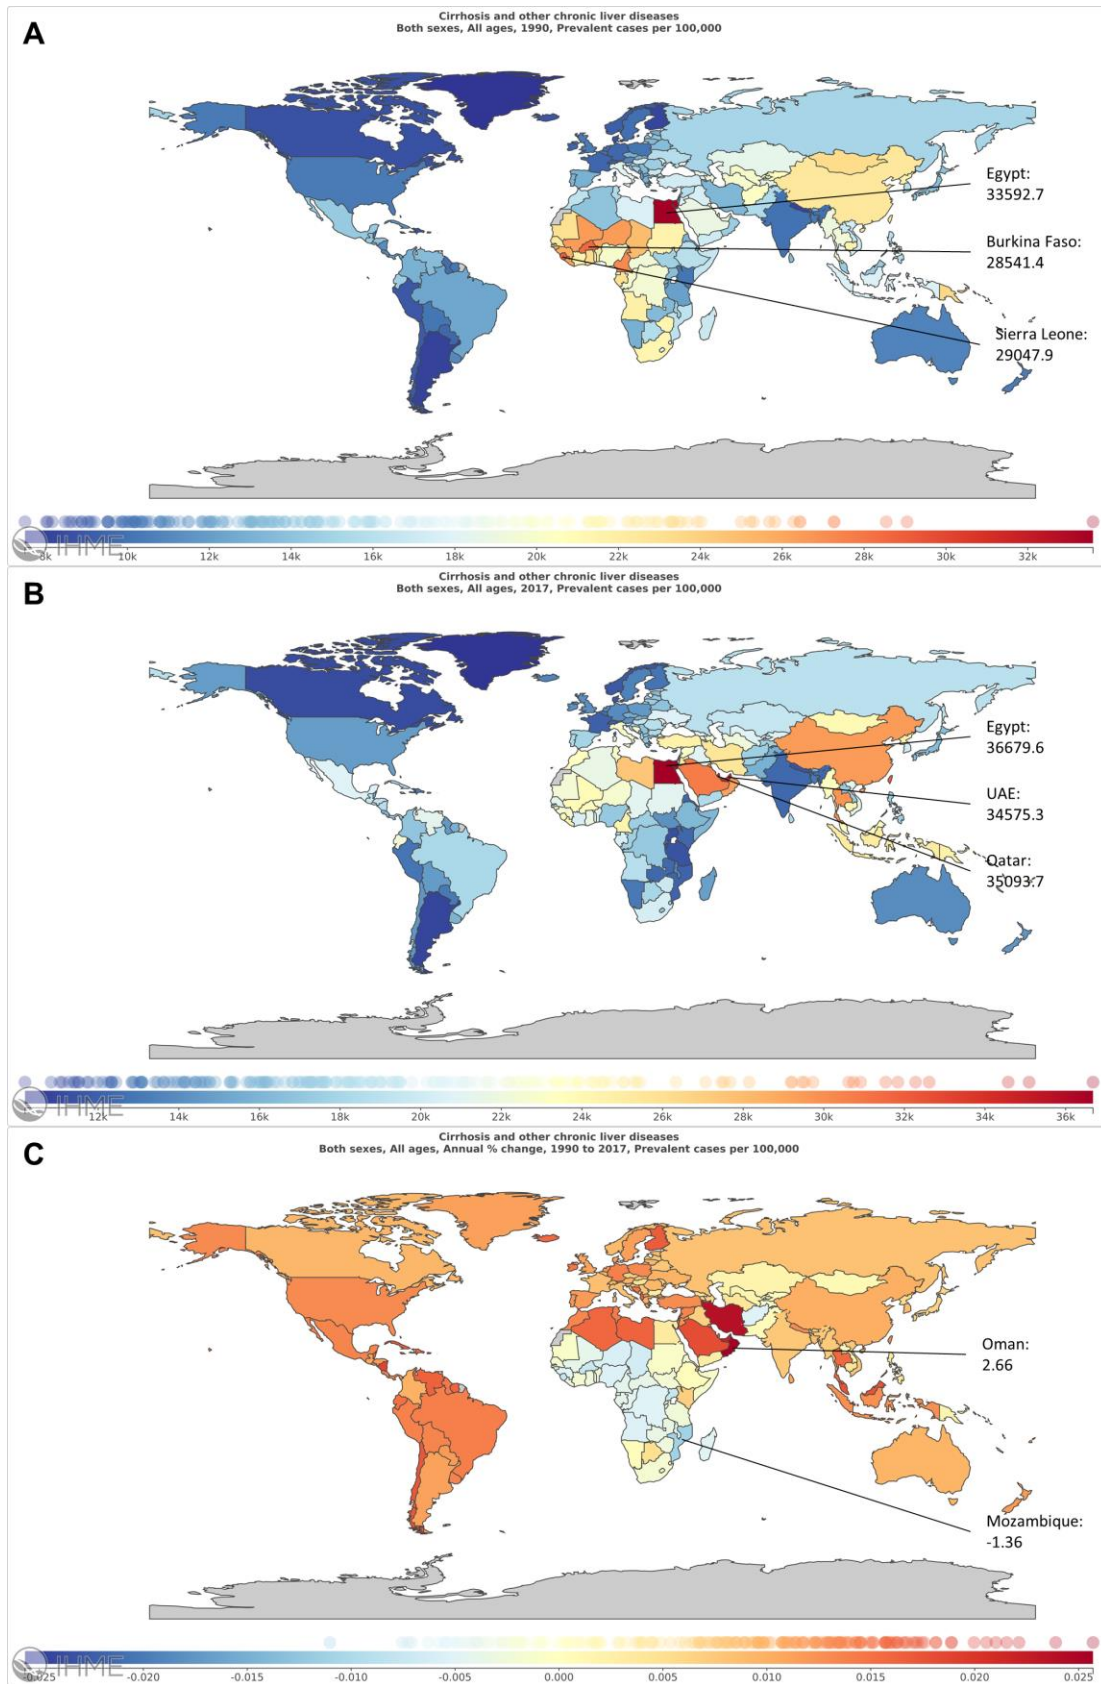 A
Cirrhosis and other chronic liver diseases
Both sexes, All ages, 1990, Prevalent cases per 100,000
Egypt:
33592.7
Burkina Faso:
28541.4
Sierra Leone:
29047.9
IHME
8k 10k 12k 14k 16k 18k 20k 22k 24k 26k 28k 30k 32k
B
Cirrhosis and other chronic liver diseases
Both sexes, All ages, 2017, Prevalent cases per 100,000
Egypt:
36679.6
UAE:
34575.3
Qatar:
35093.7
IHME
12k 14k 16k 18k 20k 22k 24k 26k 28k 30k 32k 34k 36k
C
Cirrhosis and other chronic liver diseases
Both sexes, All ages, Annual % change, 1990 to 2017, Prevalent cases per 100,000
Oman:
2.66
Mozambique:
-1.36
IHME
-0.025 -0.020 -0.015 -0.010 -0.005 0.000 0.005 0.010 0.015 0.020 0.025